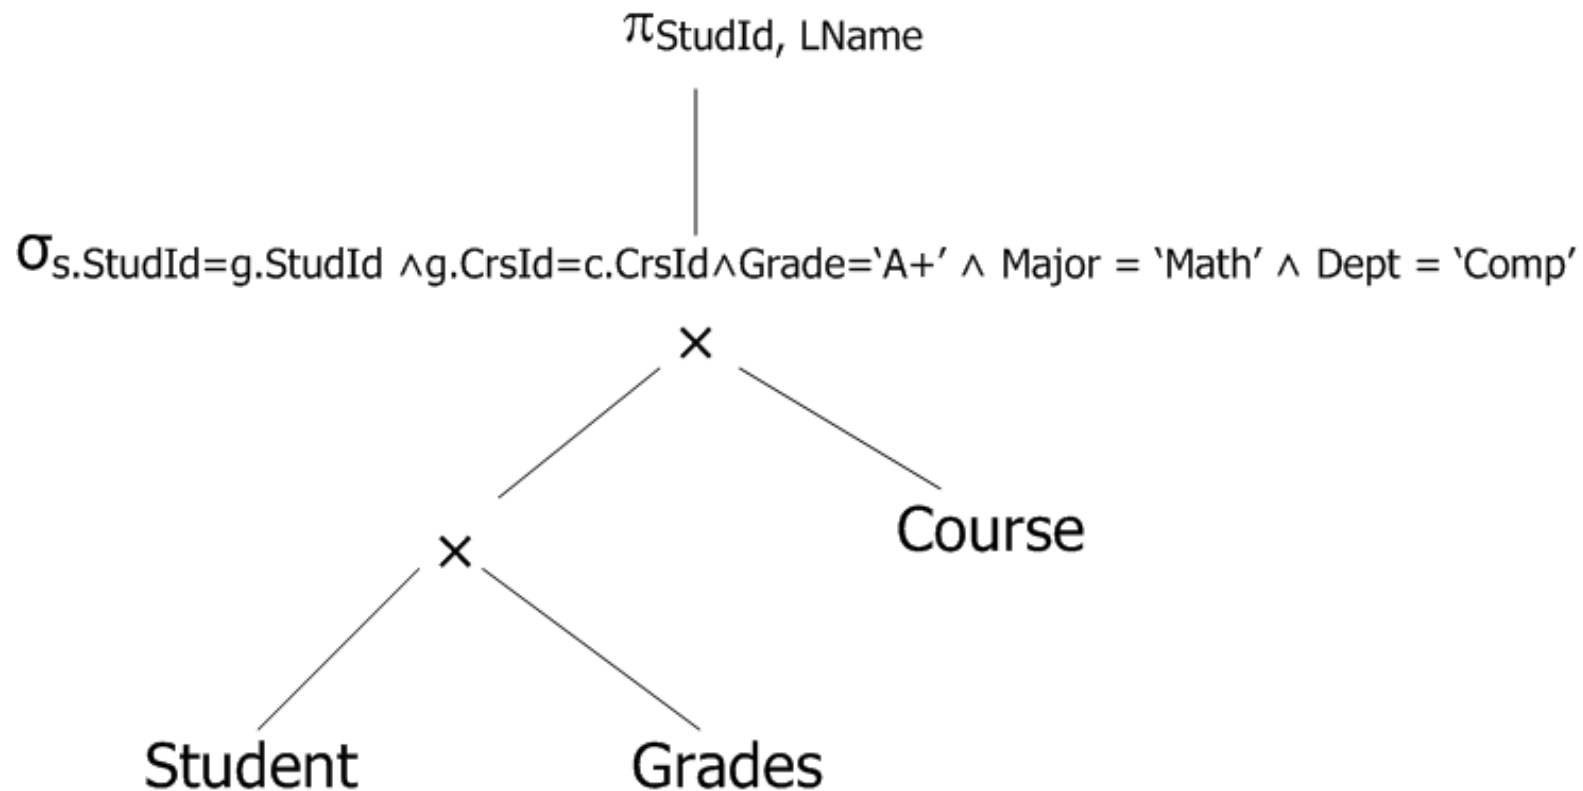 πStudId, LName
σs.StudId=g.StudId ∧g.CrsId=c.CrsId∧Grade=‘A+’ ∧ Major = ‘Math’ ∧ Dept = ‘Comp’
×
Course
×
Student Grades